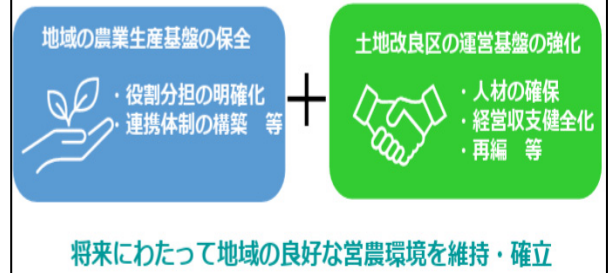 地域の農業生産基盤の保全
・役割分担の明確化
・連携体制の構築　等
＋
土地改良区の運営基盤の強化
・人材の確保
・経営収支健全化
・再編　等
将来にわたって地域の良好な営農環境を維持・確立